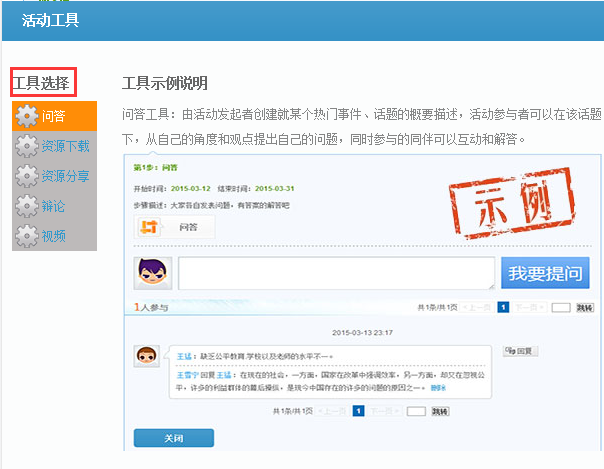 活动工具
工具选择
问答
资源下载
资源分享
辩论
视频
工具示例说明
问答工具：由活动发起者创建就某个热门事件、话题的概要描述，活动参与者可以在该话题
下，从自己的角度和观点提出自己的问题，同时参与的同伴可以互动和解答。
第1步：问答
开始时间：2015-03-12 结束时间：2015-03-31
步骤描述：大家各自发表问题，有答案的解答吧
问答
示例
我要提问
1人参与
共1条/共1页 上一页 1 下一页 跳转
2015-03-13 23:17
王猛：缺乏公平教育,学校以及老师的水平不一。
回复
王雪宁 回复 王猛：在现在的社会，一方面，国家在改革中强调效率，另一方面，却又在忽视公
平，许多的利益群体的幕后操纵，是现今中国存在的许多的问题的原因之一。 删除
共1条/共1页 上一页 1 下一页 跳转
关闭